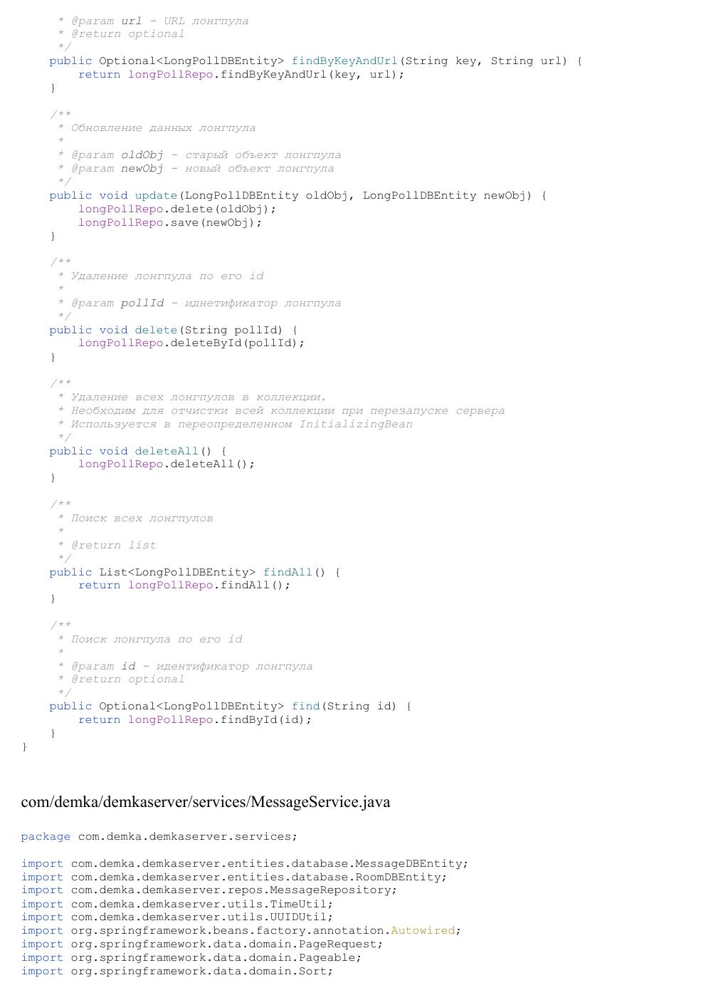 * @param url – URL лонгпула
     * @return optional
     */
    public Optional<LongPollDBEntity> findByKeyAndUrl(String key, String url) {
        return longPollRepo.findByKeyAndUrl(key, url);
    }

    /**
     * Обновление данных лонгпула
     *
     * @param oldObj – старый объект лонгпула
     * @param newObj – новый объект лонгпула
     */
    public void update(LongPollDBEntity oldObj, LongPollDBEntity newObj) {
        longPollRepo.delete(oldObj);
        longPollRepo.save(newObj);
    }

    /**
     * Удаление лонгпула по его id
     *
     * @param pollId – иднетификатор лонгпула
     */
    public void delete(String pollId) {
        longPollRepo.deleteById(pollId);
    }

    /**
     * Удаление всех лонгпулов в коллекции.
     * Необходим для отчистки всей коллекции при перезапуске сервера
     * Используется в переопределенном InitializingBean
     */
    public void deleteAll() {
        longPollRepo.deleteAll();
    }

    /**
     * Поиск всех лонгпулов
     *
     * @return list
     */
    public List<LongPollDBEntity> findAll() {
        return longPollRepo.findAll();
    }

    /**
     * Поиск лонгпула по его id
     *
     * @param id – идентификатор лонгпула
     * @return optional
     */
    public Optional<LongPollDBEntity> find(String id) {
        return longPollRepo.findById(id);
    }
}

com/demka/demkaserver/services/MessageService.java

package com.demka.demkaserver.services;

import com.demka.demkaserver.entities.database.MessageDBEntity;
import com.demka.demkaserver.entities.database.RoomDBEntity;
import com.demka.demkaserver.repos.MessageRepository;
import com.demka.demkaserver.utils.TimeUtil;
import com.demka.demkaserver.utils.UUIDUtil;
import org.springframework.beans.factory.annotation.Autowired;
import org.springframework.data.domain.PageRequest;
import org.springframework.data.domain.Pageable;
import org.springframework.data.domain.Sort;